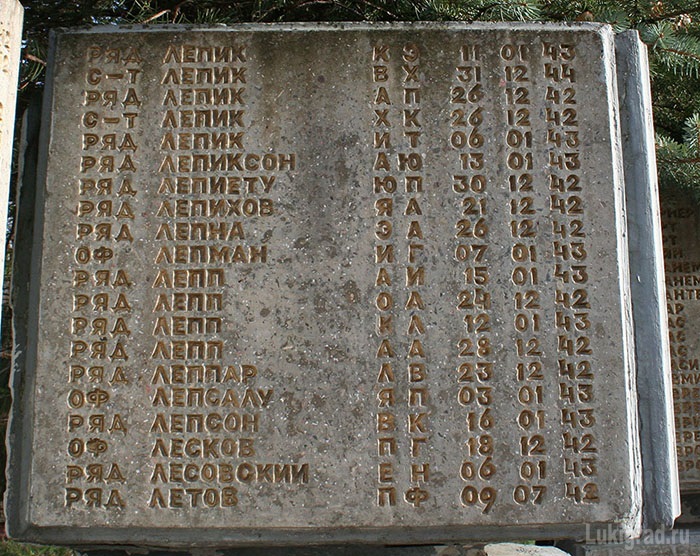 РЯД ЛЕПИК К Э 11 01 43
С-Т ЛЕПИК В Х 31 12 44
РЯД ЛЕПИК А П 26 12 42
С-Т ЛЕПИК Х К 26 12 42
РЯД ЛЕПИК И Т 06 01 43
РЯД ЛЕПИКСОН А Ю 13 01 43
РЯД ЛЕПИЕТУ Ю П 30 12 42
РЯД ЛЕПИХОВ Я А 21 12 42
РЯД ЛЕПНА Э А 26 12 42
ОФ ЛЕПМАН И Г 07 01 43
РЯД ЛЕПП А И 15 01 43
РЯД ЛЕПП О А 24 12 42
РЯД ЛЕПП К Л 12 01 43
РЯД ЛЕПП А А 28 12 42
РЯД ЛЕППАР Л В 23 12 42
ОФ ЛЕПСАЛУ Я П 03 01 43
РЯД ЛЕПСОН В К 16 01 43
ОФ ЛЕСКОВ П Г 18 12 42
РЯД ЛЕСОВСКИИ Е Н 06 01 43
РЯД ЛЕТОВ П Ф 09 07 42
Lukigrad.ru